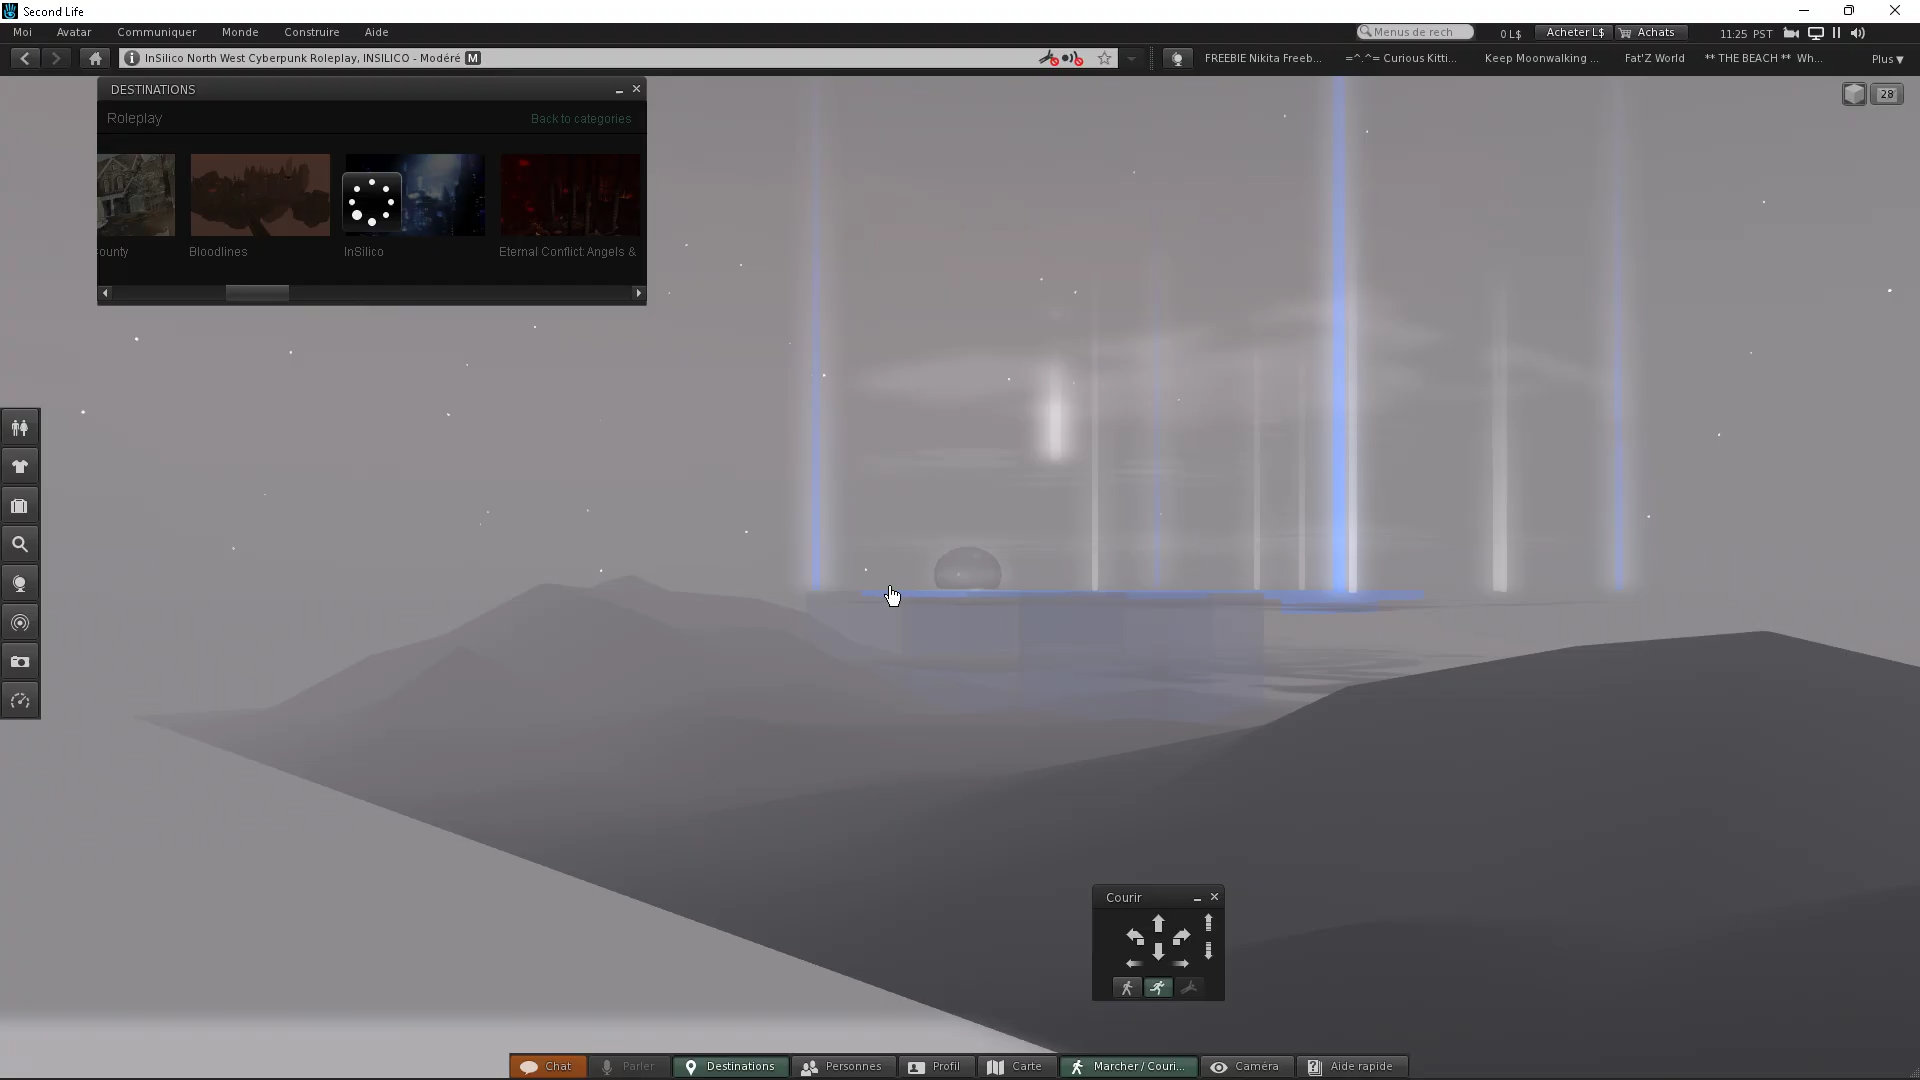 Second Life
Moi Avatar Communiquer Monde Construire Aide
Menus de rech
0 L$ Acheter L$ Achats 11:25 PST
InSilico North West Cyberpunk Roleplay, INSILICO - Modéré M
FREEBIE Nikita Freeb... =^.^= Curious Kitti... Keep Moonwalking ... Fat'Z World ** THE BEACH ** Wh... Plus
DESTINATIONS
28
Roleplay Back to categories
ounty Bloodlines InSilico Eternal Conflict: Angels &
Courir
Chat Parler Destinations Personnes Profil Carte Marcher / Couri... Caméra Aide rapide